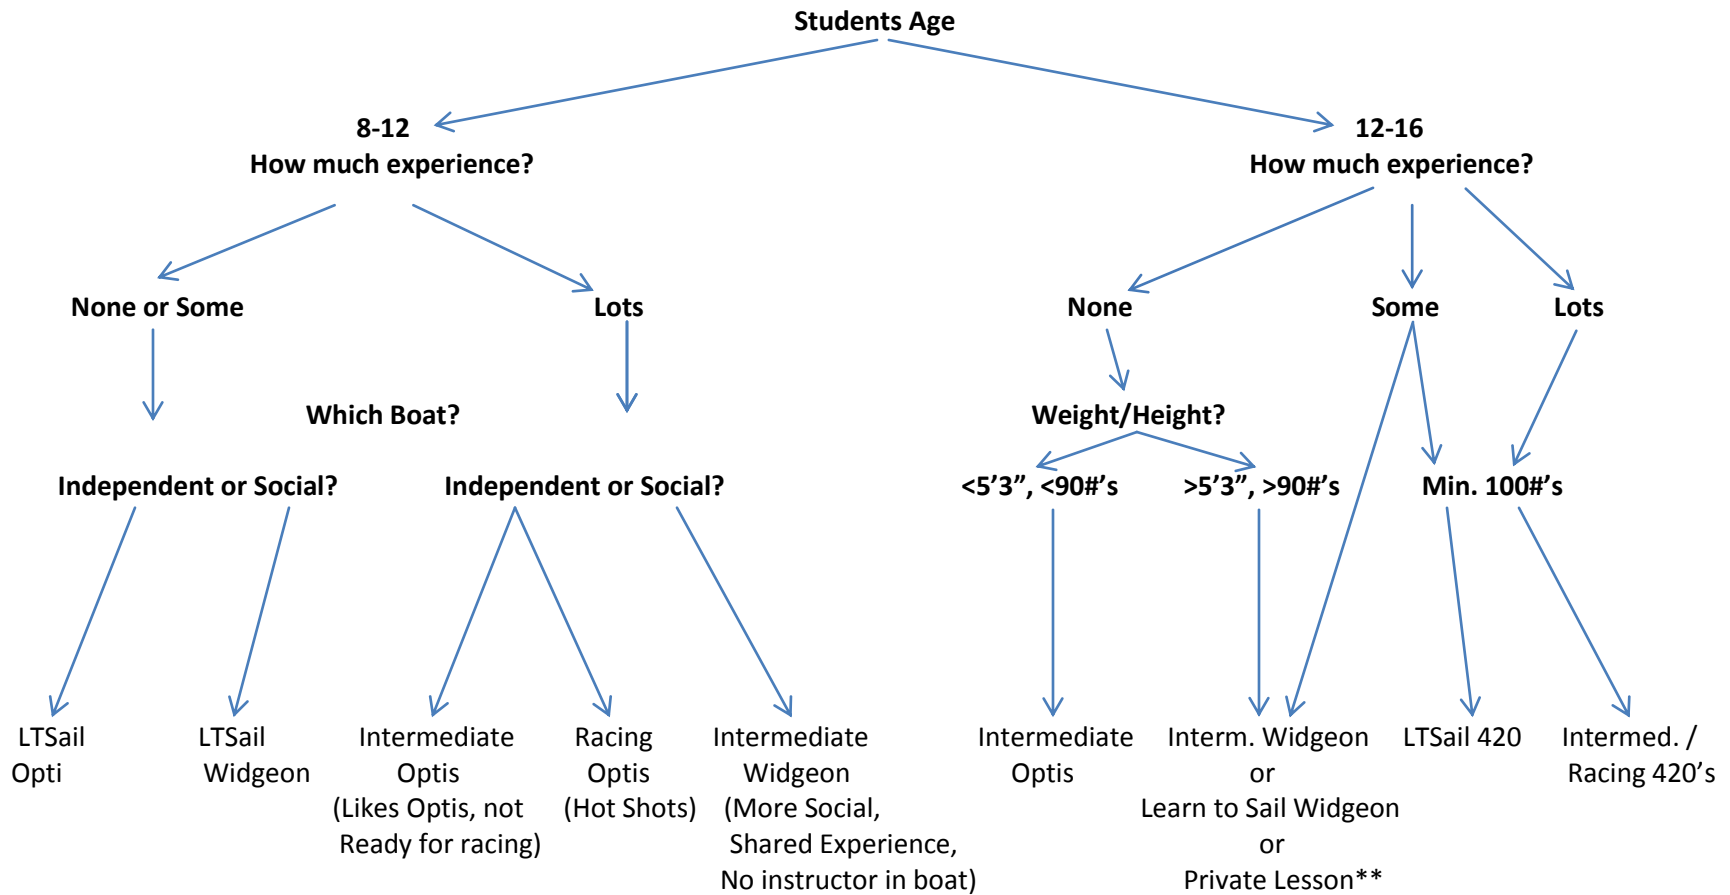 Students Age
8-12
How much experience?
12-16
How much experience?
None or Some
Lots
None
Some
Lots
Which Boat?
Weight/Height?
Independent or Social?
Independent or Social?
<5’3”, <90#’s
>5’3”, >90#’s
Min. 100#’s
LTSail
Opti
LTSail
Widgeon
Intermediate
Optis
(Likes Optis, not
Ready for racing)
Racing
Optis
(Hot Shots)
Intermediate
Widgeon
(More Social,
Shared Experience,
No instructor in boat)
Intermediate
Optis
Interm. Widgeon
or
Learn to Sail Widgeon
or
Private Lesson**
LTSail 420
Intermed. /
Racing 420’s